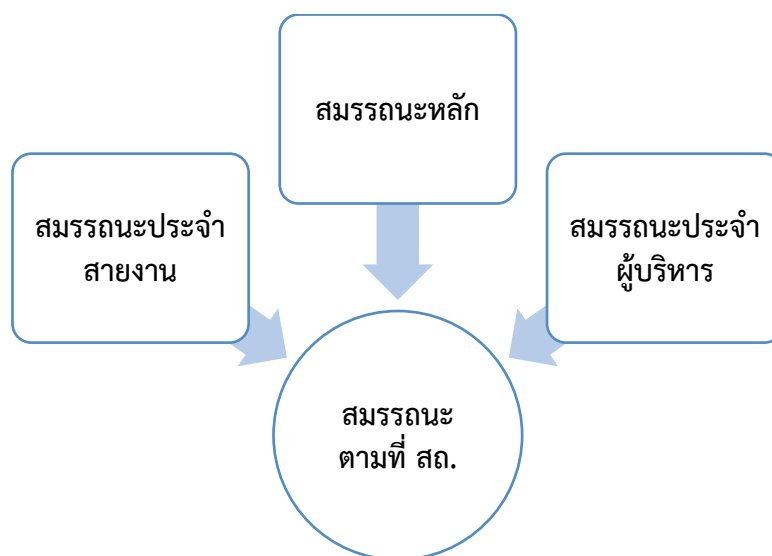 สมรรถนะหลัก
สมรรถนะประจำ
สายงาน
สมรรถนะประจำ
ผู้บริหาร
สมรรถนะ
ตามที่ สถ.